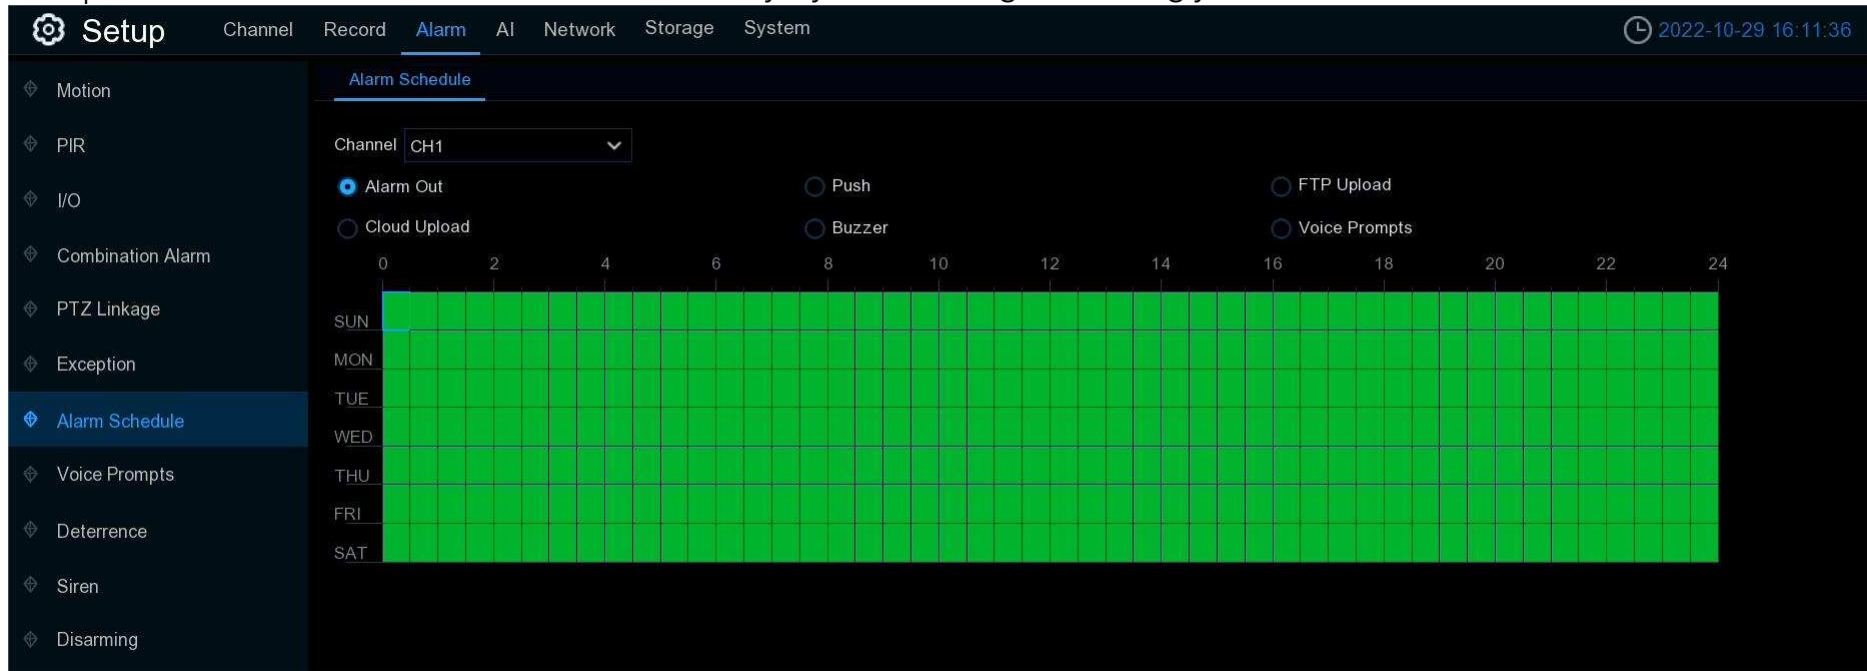 Setup Channel Record Alarm AI Network Storage System 2022-10-29 16:11:36
Motion
PIR
I/O
Combination Alarm
PTZ Linkage
Exception
Alarm Schedule
Voice Prompts
Deterrence
Siren
Disarming
Alarm Schedule
Channel CH1
Alarm Out Push FTP Upload
Cloud Upload Buzzer Voice Prompts
0 2 4 6 8 10 12 14 16 18 20 22 24
SUN
MON
TUE
WED
THU
FRI
SAT